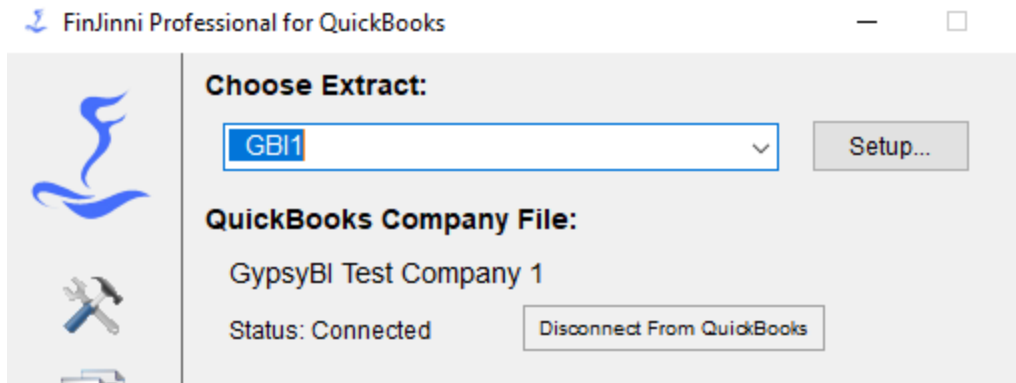 FinJinni Professional for QuickBooks
Choose Extract:
GBI1
Setup...
QuickBooks Company File:
GypsyBI Test Company 1
Status: Connected
Disconnect From QuickBooks